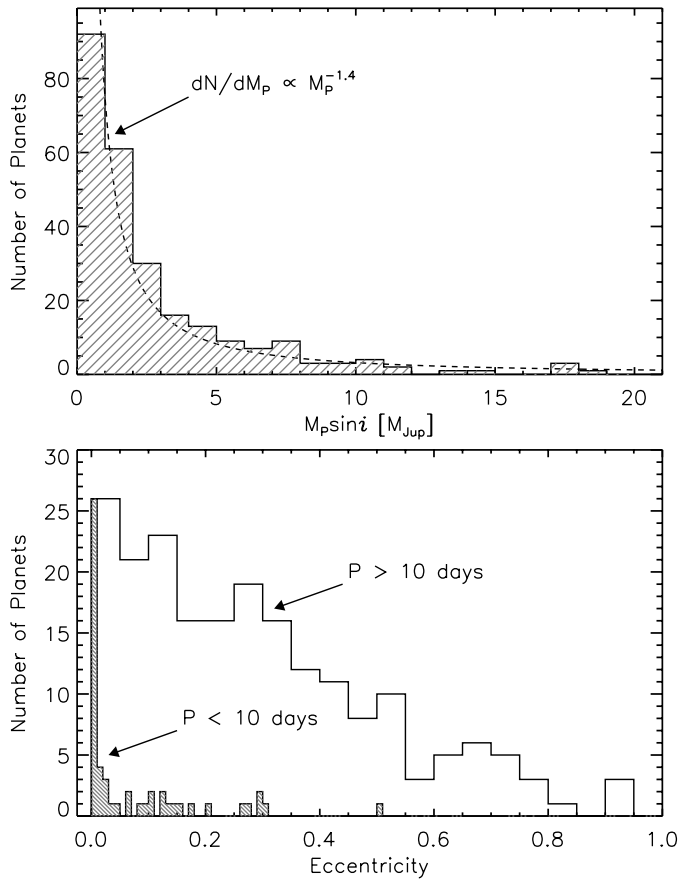 80
60
40
20
0
Number of Planets
dN/dM_P ∝ M_P^-1.4
0 5 10 15 20
M_P sin i [M_Jup]
30
25
20
15
10
5
0
Number of Planets
P > 10 days
P < 10 days
0.0 0.2 0.4 0.6 0.8 1.0
Eccentricity